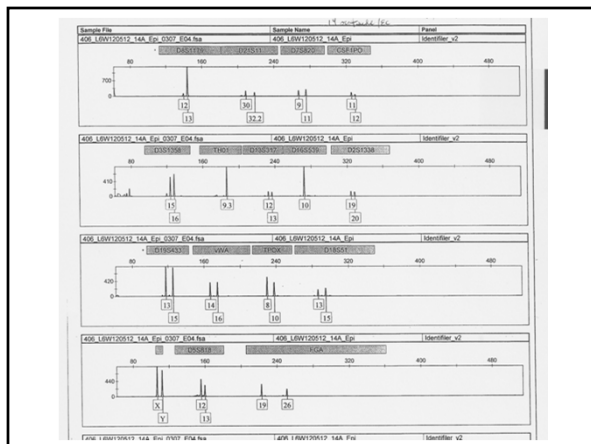 Sample File Sample Name Panel
406_L6W120512_14A_Epi_0307_E04.fsa 406_L6W120512_14A_Epi Identifiler_v2
D8S1179 D21S11 D7S820 CSF1PO
80 160 240 320 400 480
700
0
12 30 9 11
13 32.2 11 12
406_L6W120512_14A_Epi_0307_E04.fsa 406_L6W120512_14A_Epi Identifiler_v2
D3S1358 TH01 D13S317 D16S539 D2S1338
80 160 240 320 400 480
410
0
15 9.3 12 10 19
16 13 20
406_L6W120512_14A_Epi_0307_E04.fsa 406_L6W120512_14A_Epi Identifiler_v2
D19S433 vWA TPOX D18S51
80 160 240 320 400 480
420
0
13 14 8 13
15 16 10 15
406_L6W120512_14A_Epi_0307_E04.fsa 406_L6W120512_14A_Epi Identifiler_v2
D5S818 FGA
80 160 240 320 400 480
440
0
X 12 19 26
Y 13
406_L6W120512_14A_Epi_0307_E04.fsa 406_L6W120512_14A_Epi Identifiler_v2